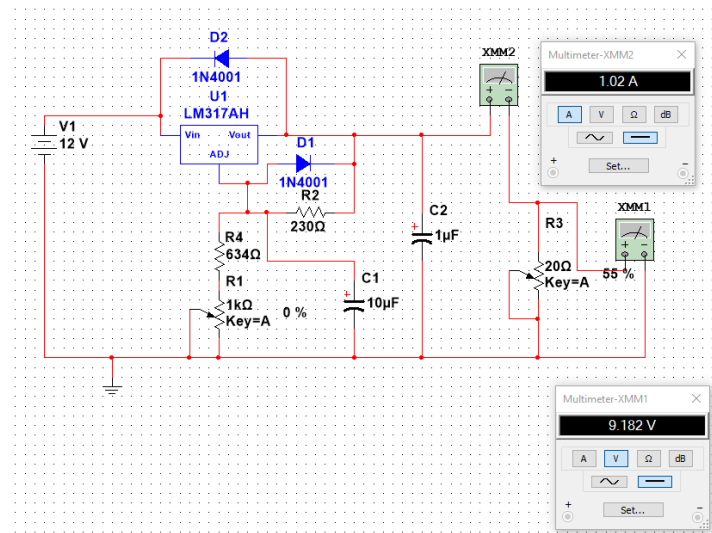 D2
1N4001
U1
LM317AH
Vin Vout
ADJ
V1
12 V
D1
1N4001
R2
230Ω
R4
634Ω
R1
1kΩ
Key=A
0 %
C1
+
10µF
C2
+
1µF
XMM2
+ −
R3
20Ω
Key=A
55 %
XMM1
+ −
Multimeter-XMM2 ×
1.02 A
A V Ω dB
+ Set... −
Multimeter-XMM1 ×
9.182 V
A V Ω dB
+ Set... −